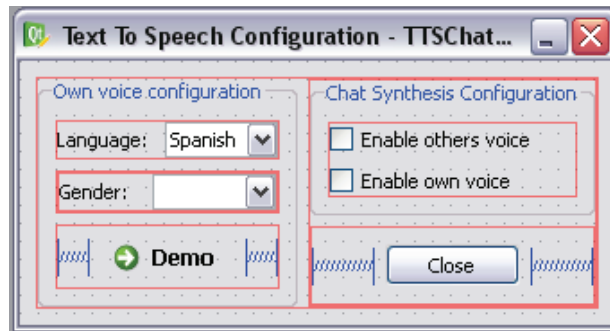 Text To Speech Configuration - TTSChat...
Own voice configuration
Language: Spanish
Gender:
Demo
Chat Synthesis Configuration
Enable others voice
Enable own voice
Close